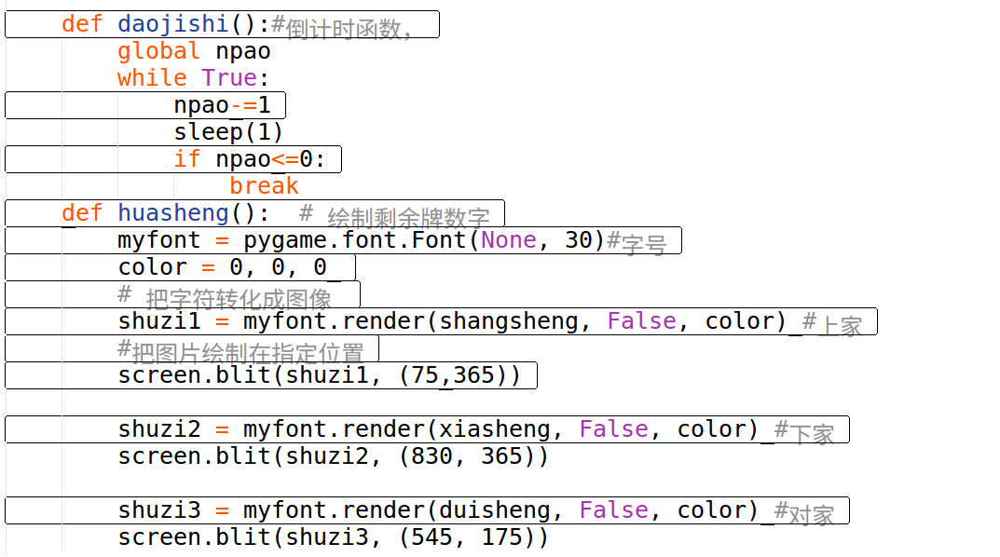 def daojishi():#倒计时函数，
global npao
while True:
npao-=1
sleep(1)
if npao<=0:
break
def huasheng():  # 绘制剩余牌数字
myfont = pygame.font.Font(None, 30)#字号
color = 0, 0, 0
# 把字符转化成图像
shuzi1 = myfont.render(shangsheng, False, color) #上家
#把图片绘制在指定位置
screen.blit(shuzi1, (75,365))
shuzi2 = myfont.render(xiasheng, False, color) #下家
screen.blit(shuzi2, (830, 365))
shuzi3 = myfont.render(duisheng, False, color) #对家
screen.blit(shuzi3, (545, 175))